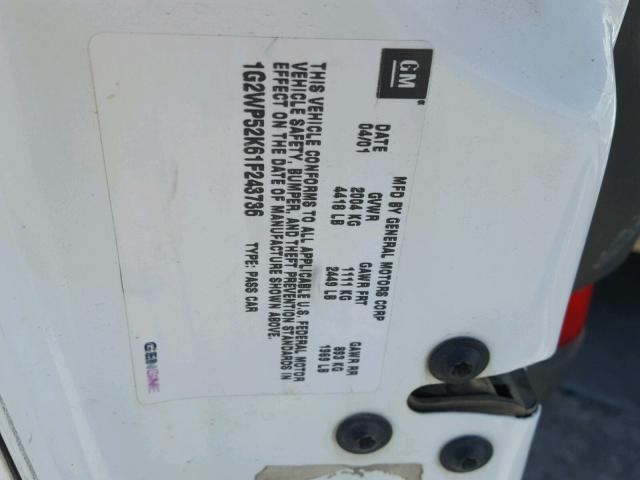 GM
MFD BY GENERAL MOTORS CORP
DATE GVWR GAWR FRT GAWR RR
04/01 2004 KG 1111 KG 893 KG
4418 LB 2449 LB 1969 LB
THIS VEHICLE CONFORMS TO ALL APPLICABLE U.S. FEDERAL MOTOR
VEHICLE SAFETY, BUMPER, AND THEFT PREVENTION STANDARDS IN
EFFECT ON THE DATE OF MANUFACTURE SHOWN ABOVE.
1G2WP52K61F243736 TYPE: PASS CAR